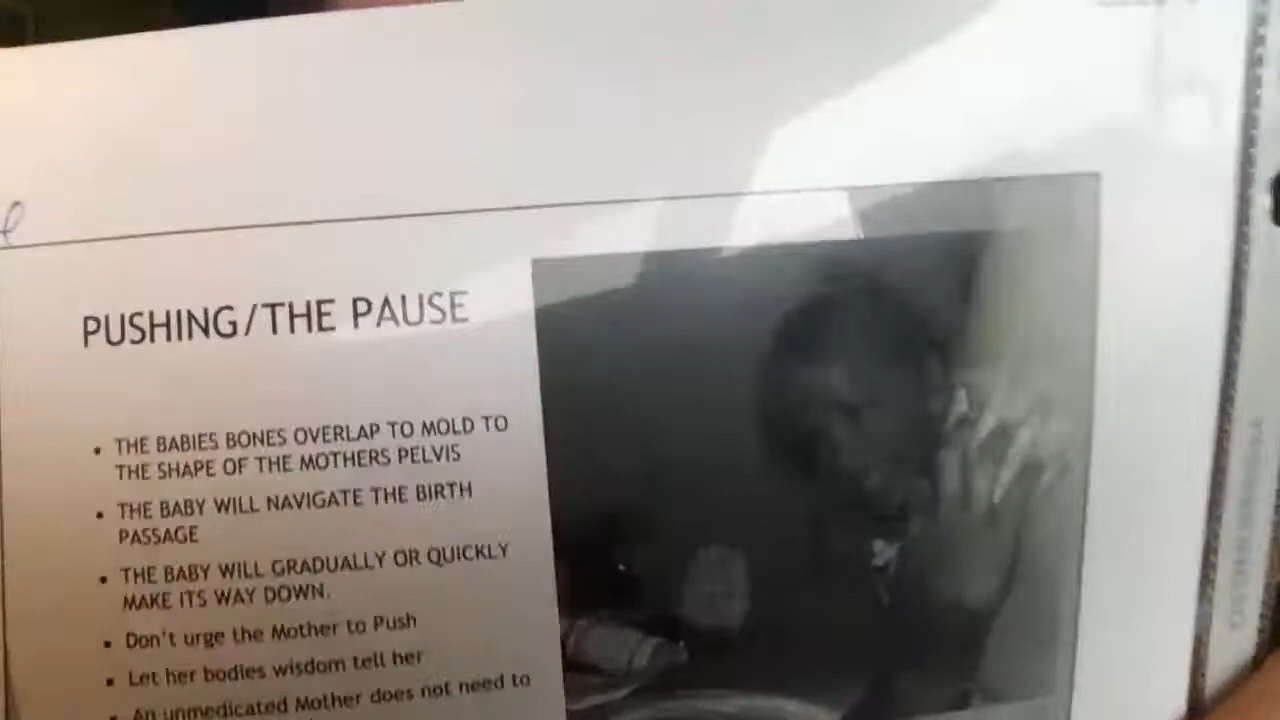 PUSHING/THE PAUSE
• THE BABIES BONES OVERLAP TO MOLD TO
THE SHAPE OF THE MOTHERS PELVIS
• THE BABY WILL NAVIGATE THE BIRTH
PASSAGE
• THE BABY WILL GRADUALLY OR QUICKLY
MAKE ITS WAY DOWN.
• Don't urge the Mother to Push
• Let her bodies wisdom tell her
• An unmedicated Mother does not need to